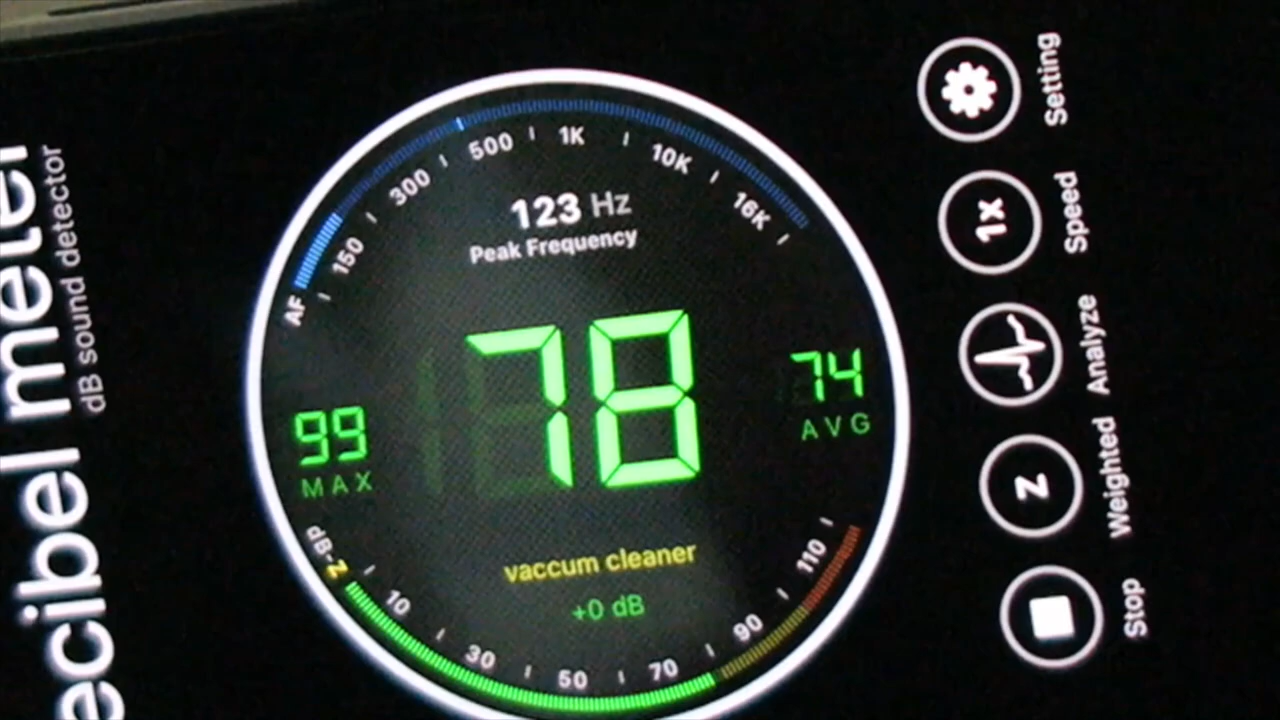 decibel meter
dB sound detector
AF 150 300 500 1K 10K 16K
123 Hz
Peak Frequency
78
99
MAX
74
AVG
vaccum cleaner
+0 dB
dB-Z 10 30 50 70 90 110
Setting
1x
Speed
Analyze
Z
Weighted
Stop